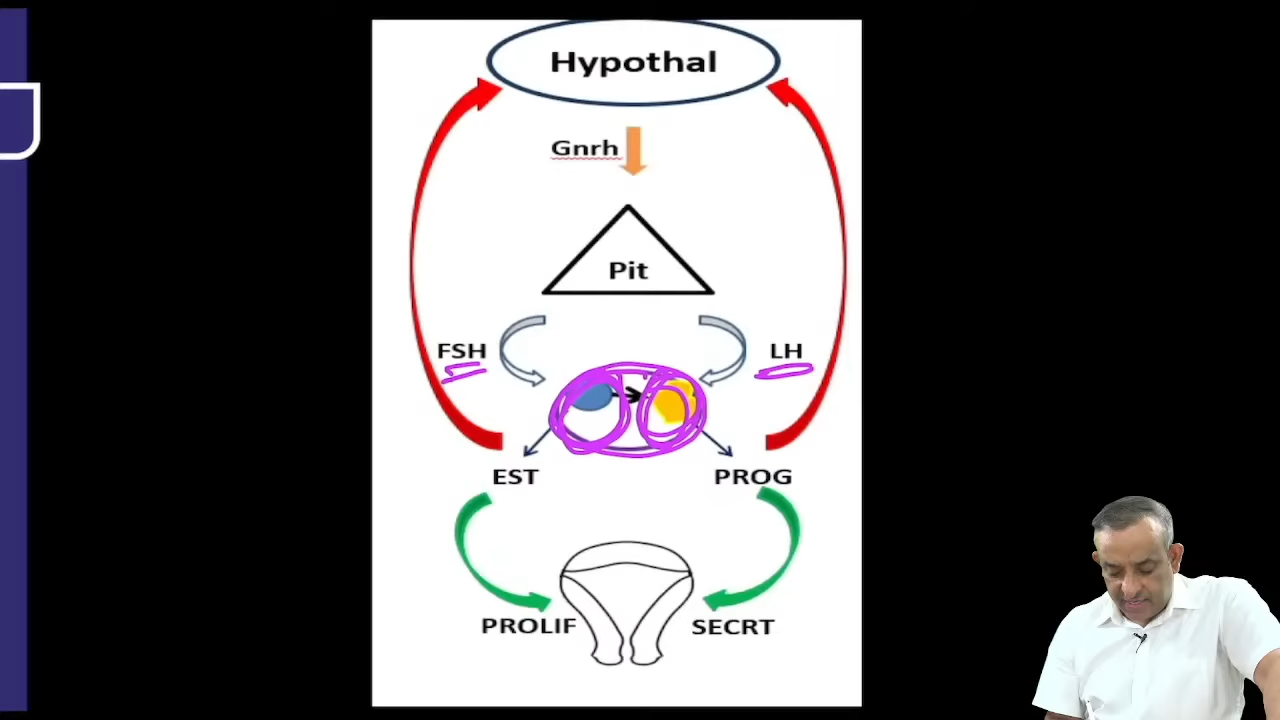 Hypothal
Gnrh
Pit
FSH LH
EST PROG
PROLIF SECRT